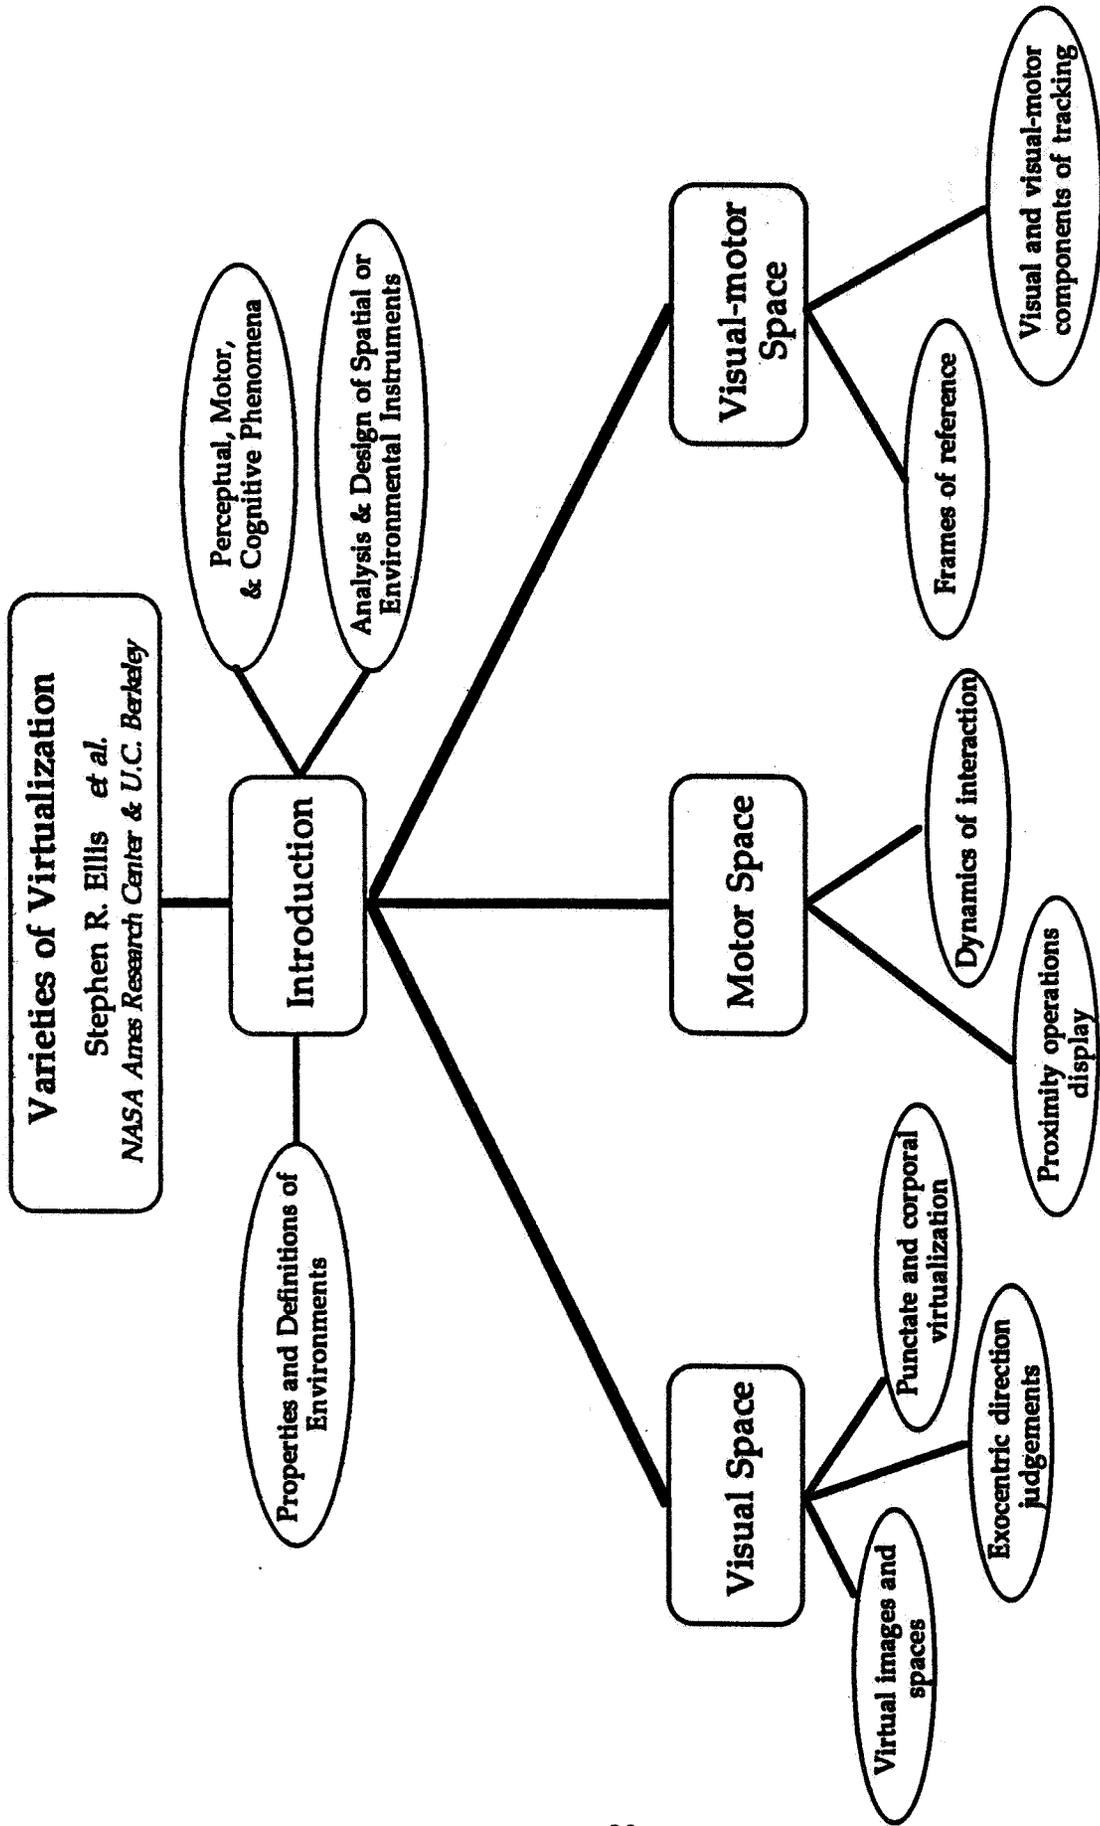 Varieties of Virtualization
Stephen R. Ellis et al.
NASA Ames Research Center & U.C. Berkeley
Properties and Definitions of
Environments
Introduction
Perceptual, Motor,
& Cognitive Phenomena
Analysis & Design of Spatial or
Environmental Instruments
Visual Space
Motor Space
Visual-motor
Space
Virtual images and
spaces
Exocentric direction
judgements
Punctate and corporal
virtualization
Proximity operations
display
Dynamics of interaction
Frames of reference
Visual and visual-motor
components of tracking